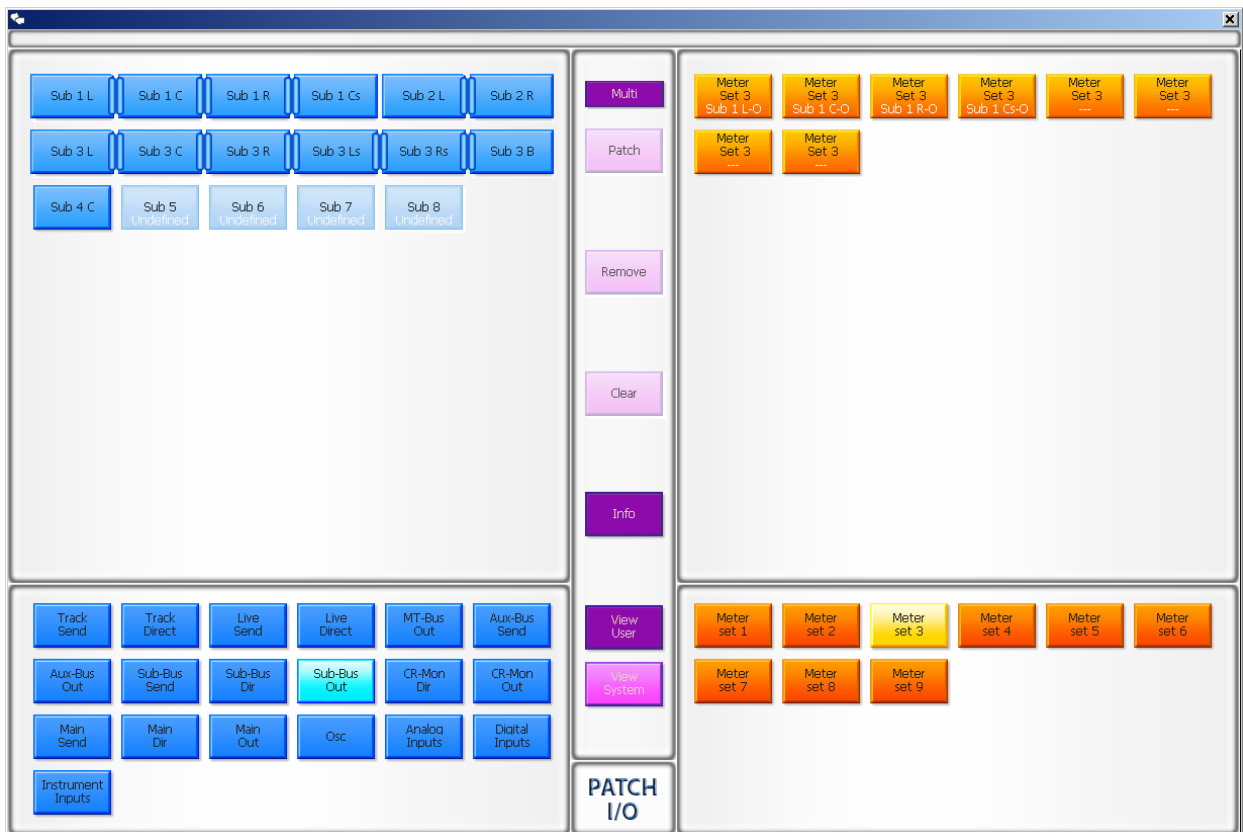 Sub 1 L
Sub 1 C
Sub 1 R
Sub 1 Cs
Sub 2 L
Sub 2 R
Sub 3 L
Sub 3 C
Sub 3 R
Sub 3 Ls
Sub 3 Rs
Sub 3 B
Sub 4 C
Sub 5
Undefined
Sub 6
Undefined
Sub 7
Undefined
Sub 8
Undefined
Track
Send
Track
Direct
Live
Send
Live
Direct
MT-Bus
Out
Aux-Bus
Send
Aux-Bus
Out
Sub-Bus
Send
Sub-Bus
Dir
Sub-Bus
Out
CR-Mon
Dir
CR-Mon
Out
Main
Send
Main
Dir
Main
Out
Osc
Analog
Inputs
Digital
Inputs
Instrument
Inputs
Multi
Patch
Remove
Clear
Info
View
User
View
System
PATCH
I/O
Meter
Set 3
Sub 1 L-O
Meter
Set 3
Sub 1 C-O
Meter
Set 3
Sub 1 R-O
Meter
Set 3
Sub 1 Cs-O
Meter
Set 3
---
Meter
Set 3
---
Meter
Set 3
---
Meter
Set 3
---
Meter
set 1
Meter
set 2
Meter
set 3
Meter
set 4
Meter
set 5
Meter
set 6
Meter
set 7
Meter
set 8
Meter
set 9